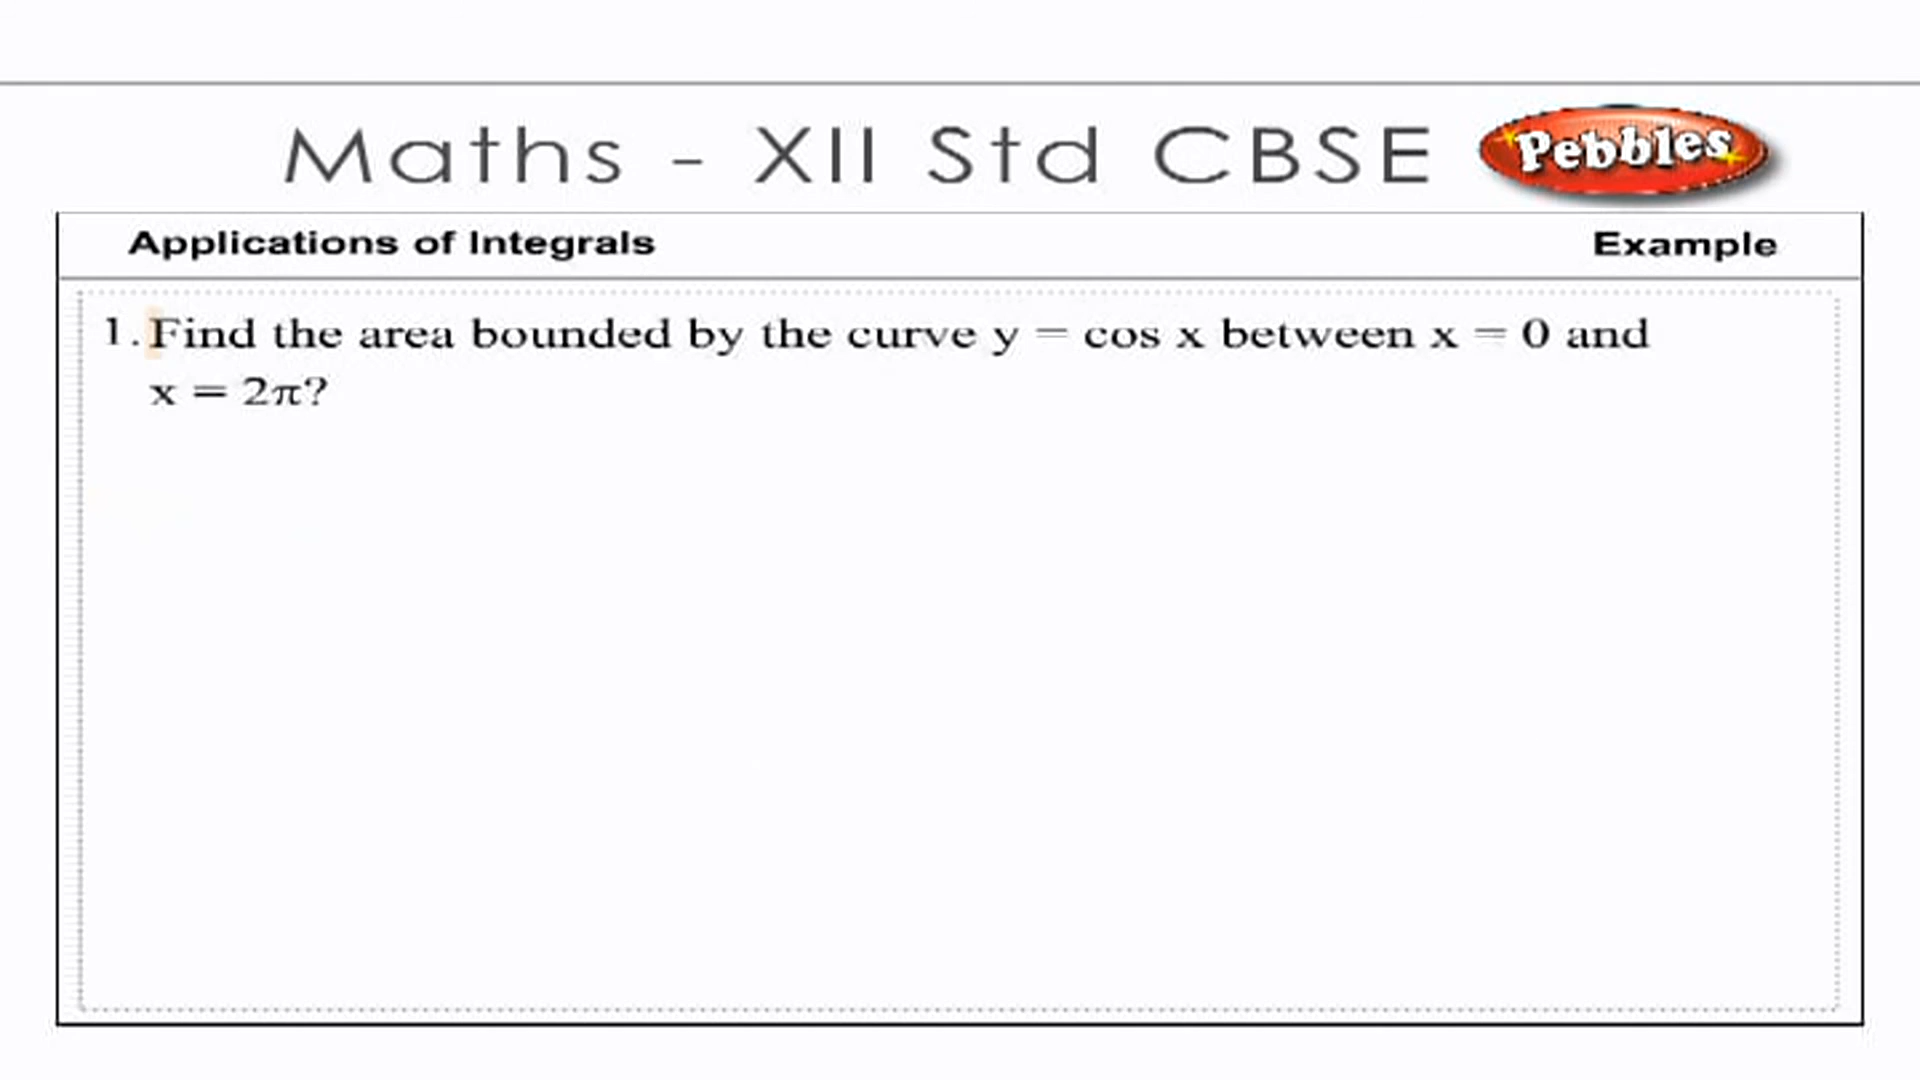 Maths - XII Std CBSE
Pebbles
Applications of Integrals
Example
1. Find the area bounded by the curve y = cos x between x = 0 and
x = 2π?